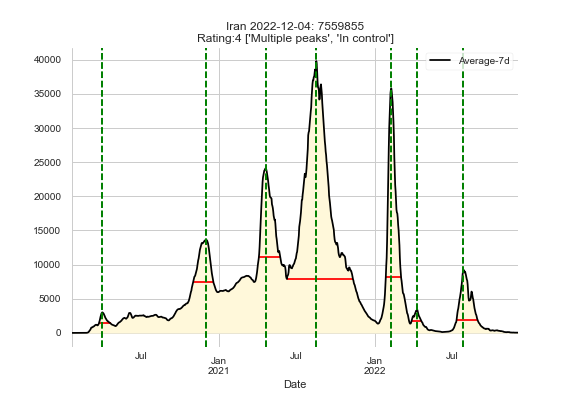 Iran 2022-12-04: 7559855
Rating:4 ['Multiple peaks', 'In control']
Average-7d
40000
35000
30000
25000
20000
15000
10000
5000
0
Jul
Jan
2021
Jul
Jan
2022
Jul
Date